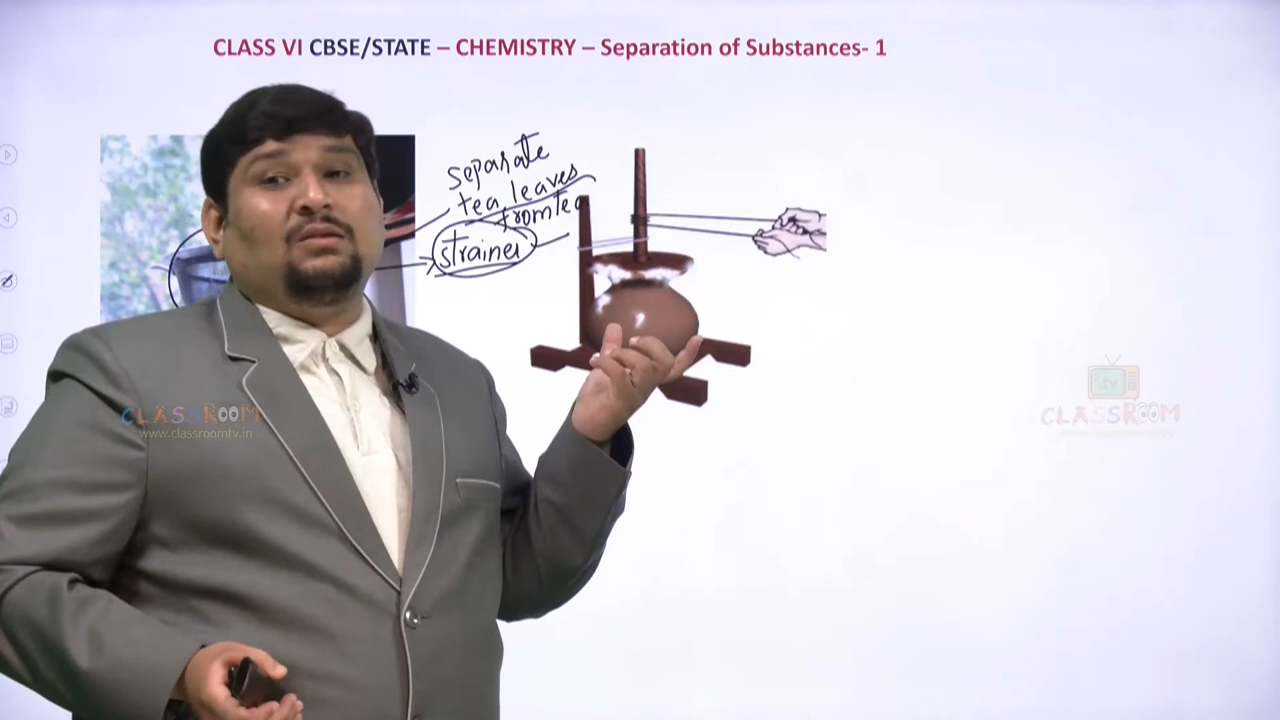 CLASS VI CBSE/STATE – CHEMISTRY – Separation of Substances- 1
separate
tea leaves
from tea
strainer
CLASSROOM
www.classroomtv.in
.tv
CLASSROOM